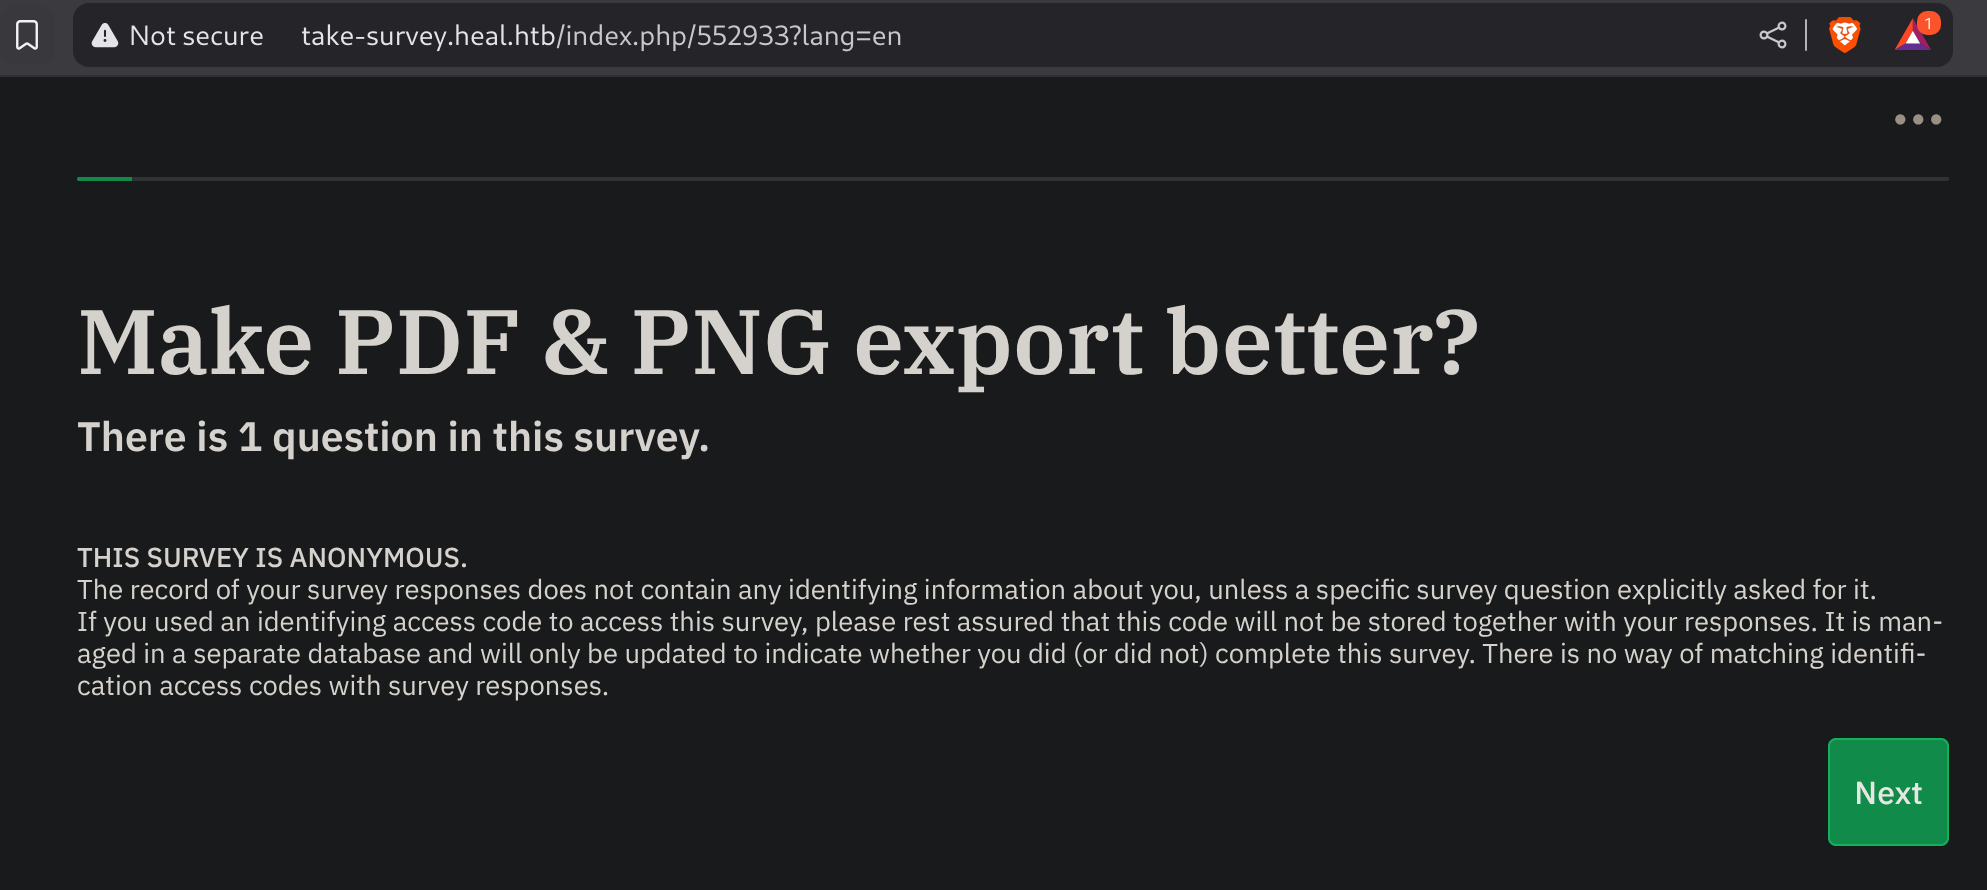 Not secure take-survey.heal.htb/index.php/552933?lang=en
1
Make PDF & PNG export better?
There is 1 question in this survey.
THIS SURVEY IS ANONYMOUS.
The record of your survey responses does not contain any identifying information about you, unless a specific survey question explicitly asked for it.
If you used an identifying access code to access this survey, please rest assured that this code will not be stored together with your responses. It is man-
aged in a separate database and will only be updated to indicate whether you did (or did not) complete this survey. There is no way of matching identifi-
cation access codes with survey responses.
Next